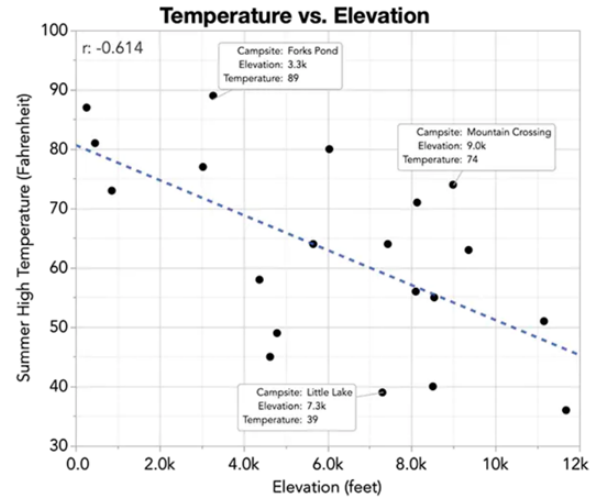 Temperature vs. Elevation
r: -0.614
Campsite: Forks Pond
Elevation: 3.3k
Temperature: 89
Campsite: Mountain Crossing
Elevation: 9.0k
Temperature: 74
Campsite: Little Lake
Elevation: 7.3k
Temperature: 39
Summer High Temperature (Fahrenheit)
100
90
80
70
60
50
40
30
0.0 2.0k 4.0k 6.0k 8.0k 10k 12k
Elevation (feet)